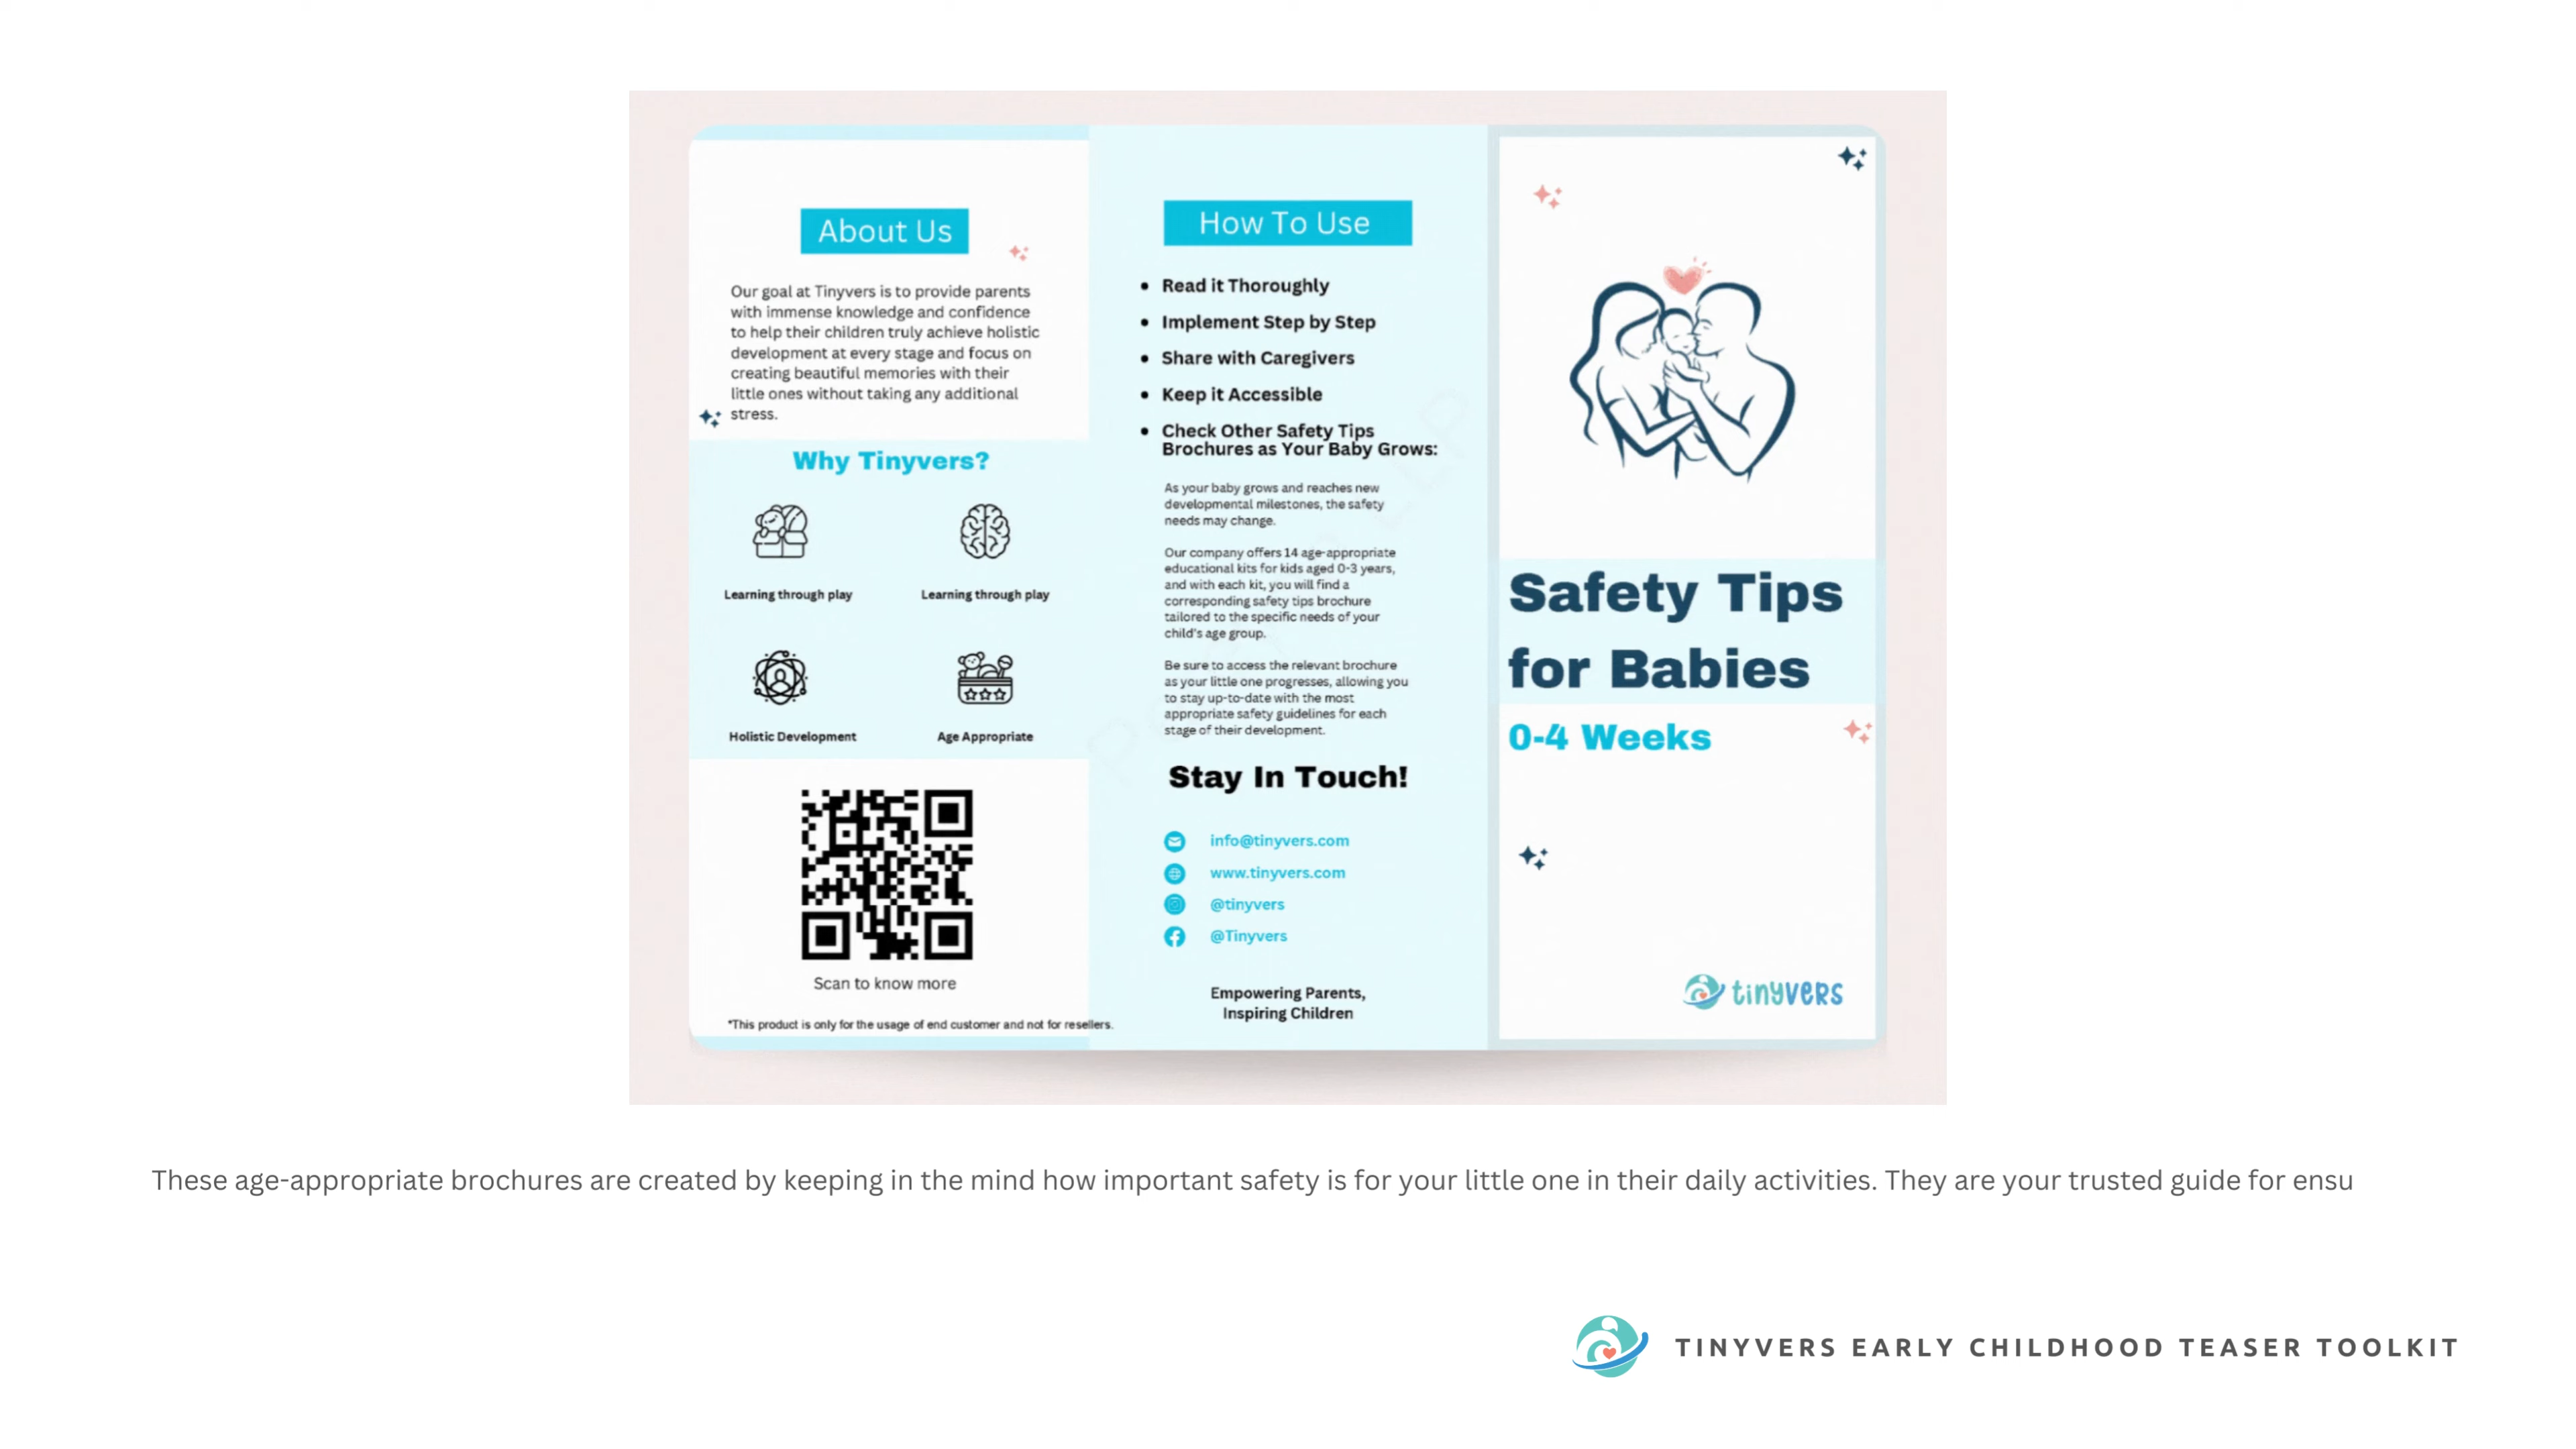 About Us
Our goal at Tinyvers is to provide parents
with immense knowledge and confidence
to help their children truly achieve holistic
development at every stage and focus on
creating beautiful memories with their
little ones without taking any additional
stress.
Why Tinyvers?
Learning through play
Learning through play
Holistic Development
Age Appropriate
Scan to know more
*This product is only for the usage of end customer and not for resellers.
How To Use
• Read it Thoroughly
• Implement Step by Step
• Share with Caregivers
• Keep it Accessible
• Check Other Safety Tips
Brochures as Your Baby Grows:
As your baby grows and reaches new
developmental milestones, the safety
needs may change.
Our company offers 14 age-appropriate
educational kits for kids aged 0-3 years,
and with each kit, you will find a
corresponding safety tips brochure
tailored to the specific needs of your
child's age group.
Be sure to access the relevant brochure
as your little one progresses, allowing you
to stay up-to-date with the most
appropriate safety guidelines for each
stage of their development.
Stay In Touch!
info@tinyvers.com
www.tinyvers.com
@tinyvers
@Tinyvers
Empowering Parents,
Inspiring Children
Safety Tips
for Babies
0-4 Weeks
tinyvers
These age-appropriate brochures are created by keeping in the mind how important safety is for your little one in their daily activities. They are your trusted guide for ensu
TINYVERS EARLY CHILDHOOD TEASER TOOLKIT